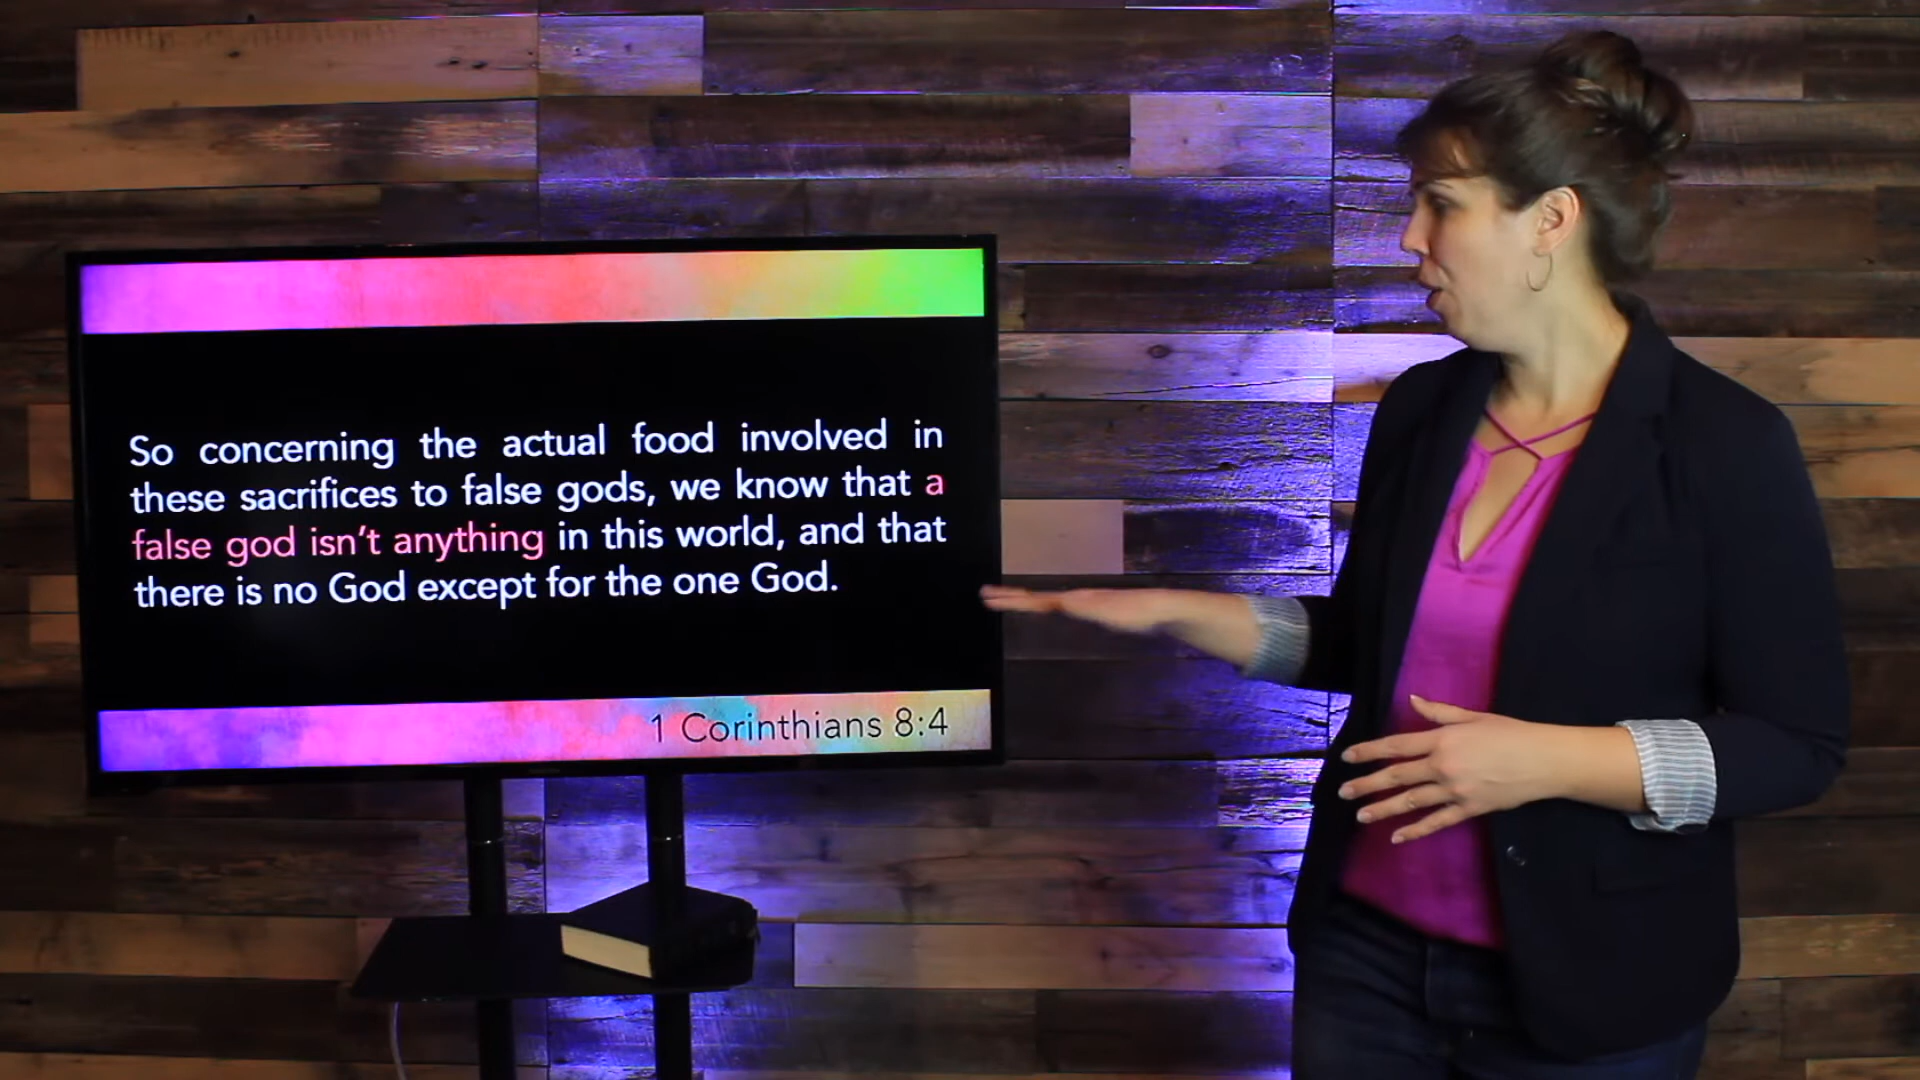 So concerning the actual food involved in
these sacrifices to false gods, we know that a
false god isn't anything in this world, and that
there is no God except for the one God.
1 Corinthians 8:4